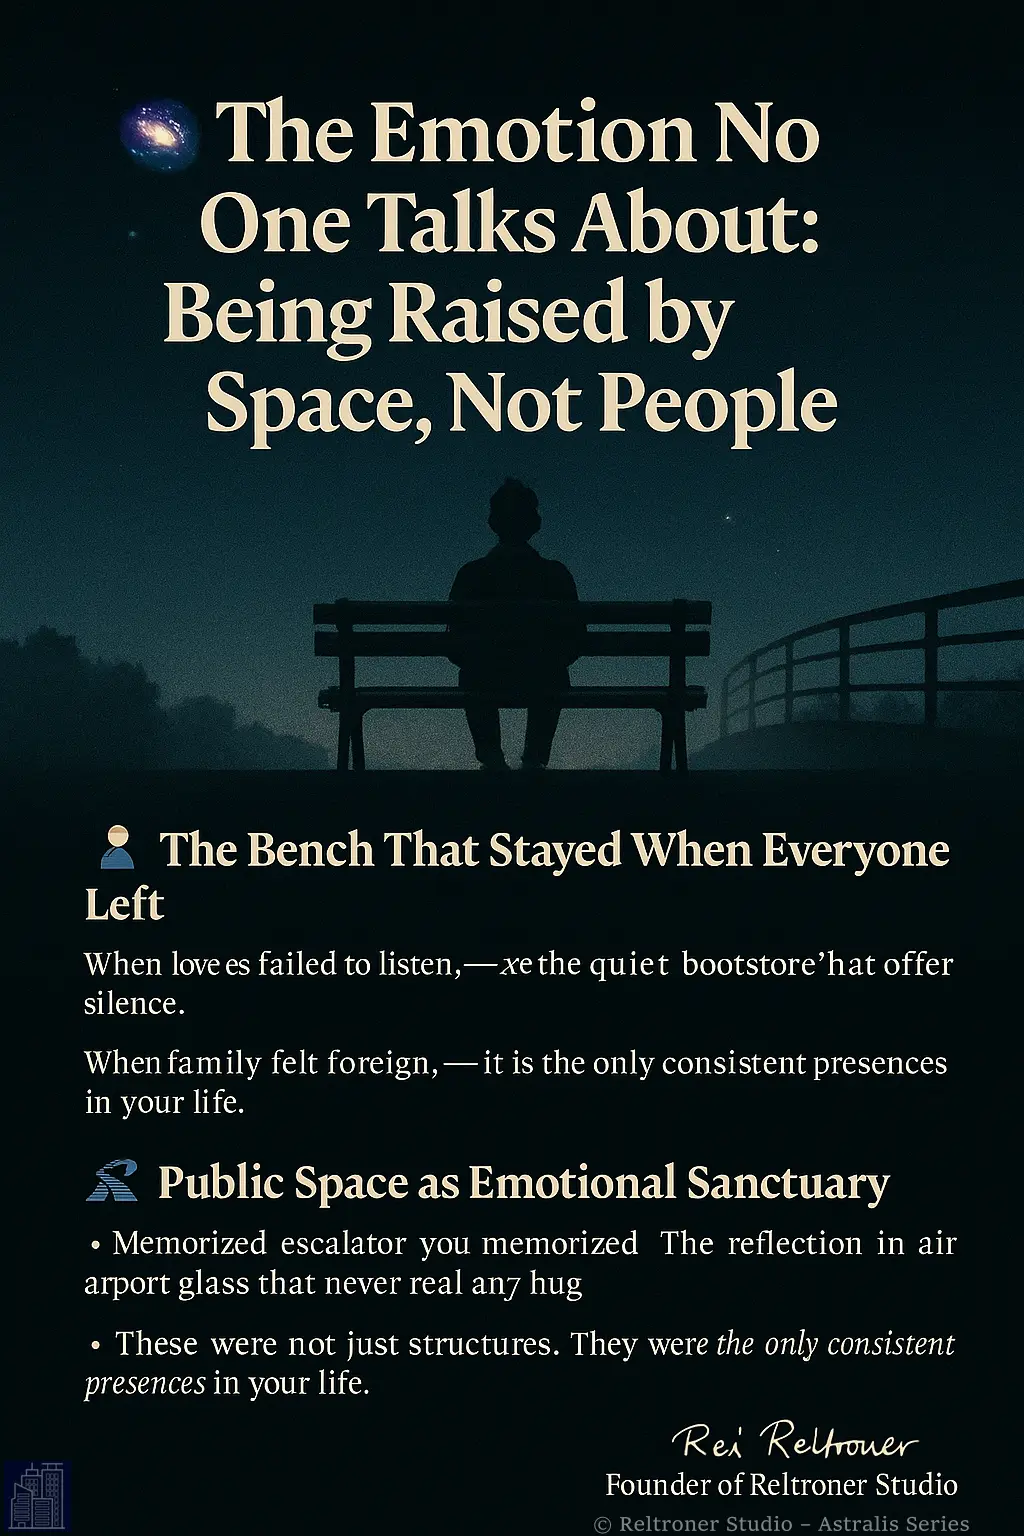 The Emotion No
One Talks About:
Being Raised by
Space, Not People
The Bench That Stayed When Everyone
Left
When love es failed to listen,—xe the quiet bootstore’hat offer
silence.
When family felt foreign,—it is the only consistent presences
in your life.
Public Space as Emotional Sanctuary
• Memorized escalator you memorized The reflection in air
arport glass that never real an7 hug
• These were not just structures. They were the only consistent
presences in your life.
Rei Reltroner
Founder of Reltroner Studio
© Reltroner Studio – Astralis Series